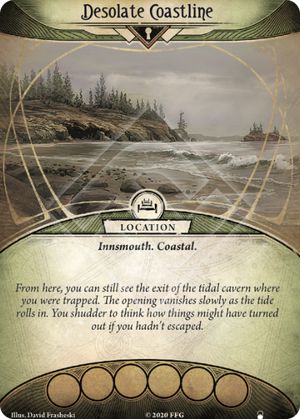 Desolate Coastline
LOCATION
Innsmouth. Coastal.
From here, you can still see the exit of the tidal cavern where
you were trapped. The opening vanishes slowly as the tide
rolls in. You shudder to think how things might have turned
out if you hadn't escaped.
Illus. David Frasheski
© 2020 FFG